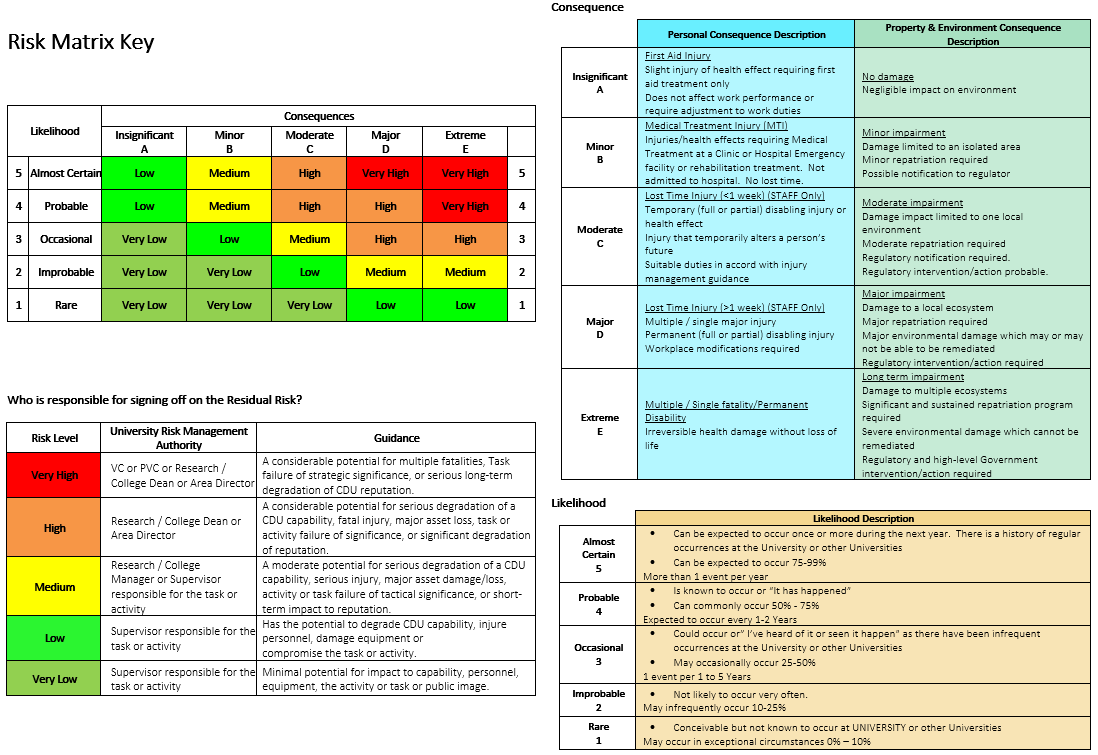 Risk Matrix Key
Likelihood
Consequences
Insignificant
A
Minor
B
Moderate
C
Major
D
Extreme
E
5 Almost Certain Low Medium High Very High Very High 5
4 Probable Low Medium High High Very High 4
3 Occasional Very Low Low Medium High High 3
2 Improbable Very Low Very Low Low Medium Medium 2
1 Rare Very Low Very Low Very Low Low Low 1
Who is responsible for signing off on the Residual Risk?
Risk Level
University Risk Management
Authority
Guidance
Very High
VC or PVC or Research /
College Dean or Area Director
A considerable potential for multiple fatalities, Task
failure of strategic significance, or serious long-term
degradation of CDU reputation.
High
Research / College Dean or
Area Director
A considerable potential for serious degradation of a
CDU capability, fatal injury, major asset loss, task or
activity failure of significance, or significant degradation
of reputation.
Medium
Research / College
Manager or Supervisor
responsible for the task or
activity
A moderate potential for serious degradation of a CDU
capability, serious injury, major asset damage/loss,
activity or task failure of tactical significance, or short-
term impact to reputation.
Low
Supervisor responsible for the
task or activity
Has the potential to degrade CDU capability, injure
personnel, damage equipment or
compromise the task or activity.
Very Low
Supervisor responsible for the
task or activity
Minimal potential for impact to capability, personnel,
equipment, the activity or task or public image.
Consequence
Personal Consequence Description
Property & Environment Consequence
Description
Insignificant
A
First Aid Injury
Slight injury of health effect requiring first
aid treatment only
Does not affect work performance or
require adjustment to work duties
No damage
Negligible impact on environment
Minor
B
Medical Treatment Injury (MTI)
Injuries/health effects requiring Medical
Treatment at a Clinic or Hospital Emergency
facility or rehabilitation treatment. Not
admitted to hospital. No lost time.
Minor impairment
Damage limited to an isolated area
Minor repatriation required
Possible notification to regulator
Moderate
C
Lost Time Injury (<1 week) (STAFF Only)
Temporary (full or partial) disabling injury or
health effect
Injury that temporarily alters a person's
future
Suitable duties in accord with injury
management guidance
Moderate impairment
Damage impact limited to one local
environment
Moderate repatriation required
Regulatory notification required.
Regulatory intervention/action probable.
Major
D
Lost Time Injury (>1 week) (STAFF Only)
Multiple / single major injury
Permanent (full or partial) disabling injury
Workplace modifications required
Major impairment
Damage to a local ecosystem
Major repatriation required
Major environmental damage which may or may
not be able to be remediated
Regulatory intervention/action required
Extreme
E
Multiple / Single fatality/Permanent
Disability
Irreversible health damage without loss of
life
Long term impairment
Damage to multiple ecosystems
Significant and sustained repatriation program
required
Severe environmental damage which cannot be
remediated
Regulatory and high-level Government
intervention/action required
Likelihood
Likelihood Description
Almost
Certain
5
• Can be expected to occur once or more during the next year. There is a history of regular
occurrences at the University or other Universities
• Can be expected to occur 75-99%
More than 1 event per year
Probable
4
• Is known to occur or "It has happened"
• Can commonly occur 50% - 75%
Expected to occur every 1-2 Years
Occasional
3
• Could occur or" I've heard of it or seen it happen" as there have been infrequent
occurrences at the University or other Universities
• May occasionally occur 25-50%
1 event per 1 to 5 Years
Improbable
2
• Not likely to occur very often.
May infrequently occur 10-25%
Rare
1
• Conceivable but not known to occur at UNIVERSITY or other Universities
May occur in exceptional circumstances 0% – 10%